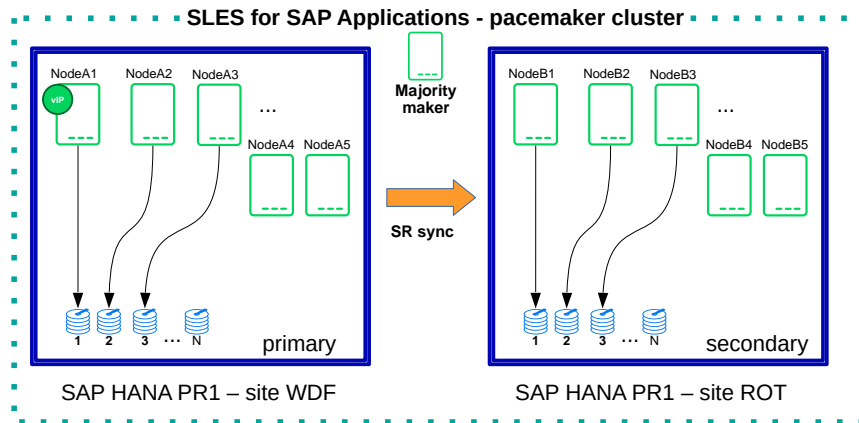 SLES for SAP Applications - pacemaker cluster
Majority
maker
NodeA1
NodeA2
NodeA3
vIP
...
NodeA4
NodeA5
1
2
3
...
N
primary
SAP HANA PR1 – site WDF
SR sync
NodeB1
NodeB2
NodeB3
...
NodeB4
NodeB5
1
2
3
...
N
secondary
SAP HANA PR1 – site ROT